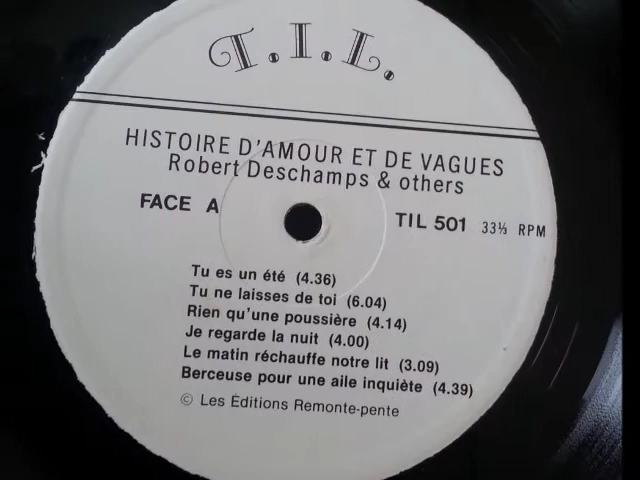 T.I.L.
HISTOIRE D'AMOUR ET DE VAGUES
Robert Deschamps & others
FACE A
TIL 501 33⅓ RPM
Tu es un été (4.36)
Tu ne laisses de toi (6.04)
Rien qu'une poussière (4.14)
Je regarde la nuit (4.00)
Le matin réchauffe notre lit (3.09)
Berceuse pour une aile inquiète (4.39)
© Les Éditions Remonte-pente